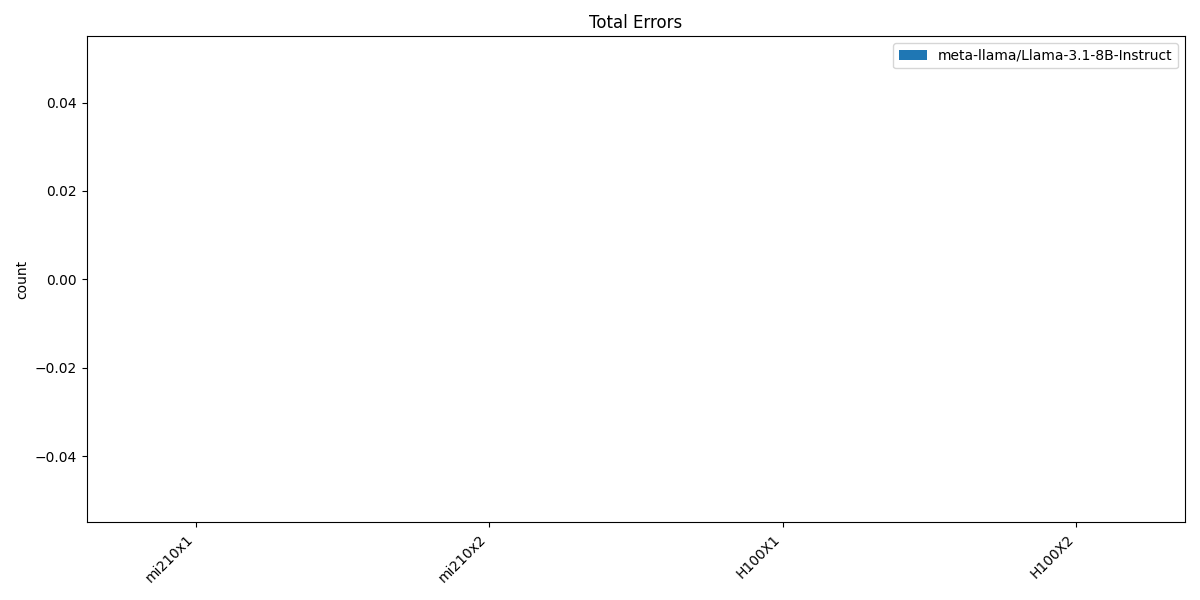 Total Errors
meta-llama/Llama-3.1-8B-Instruct
count
0.04
0.02
0.00
−0.02
−0.04
mi210x1
mi210x2
H100X1
H100X2